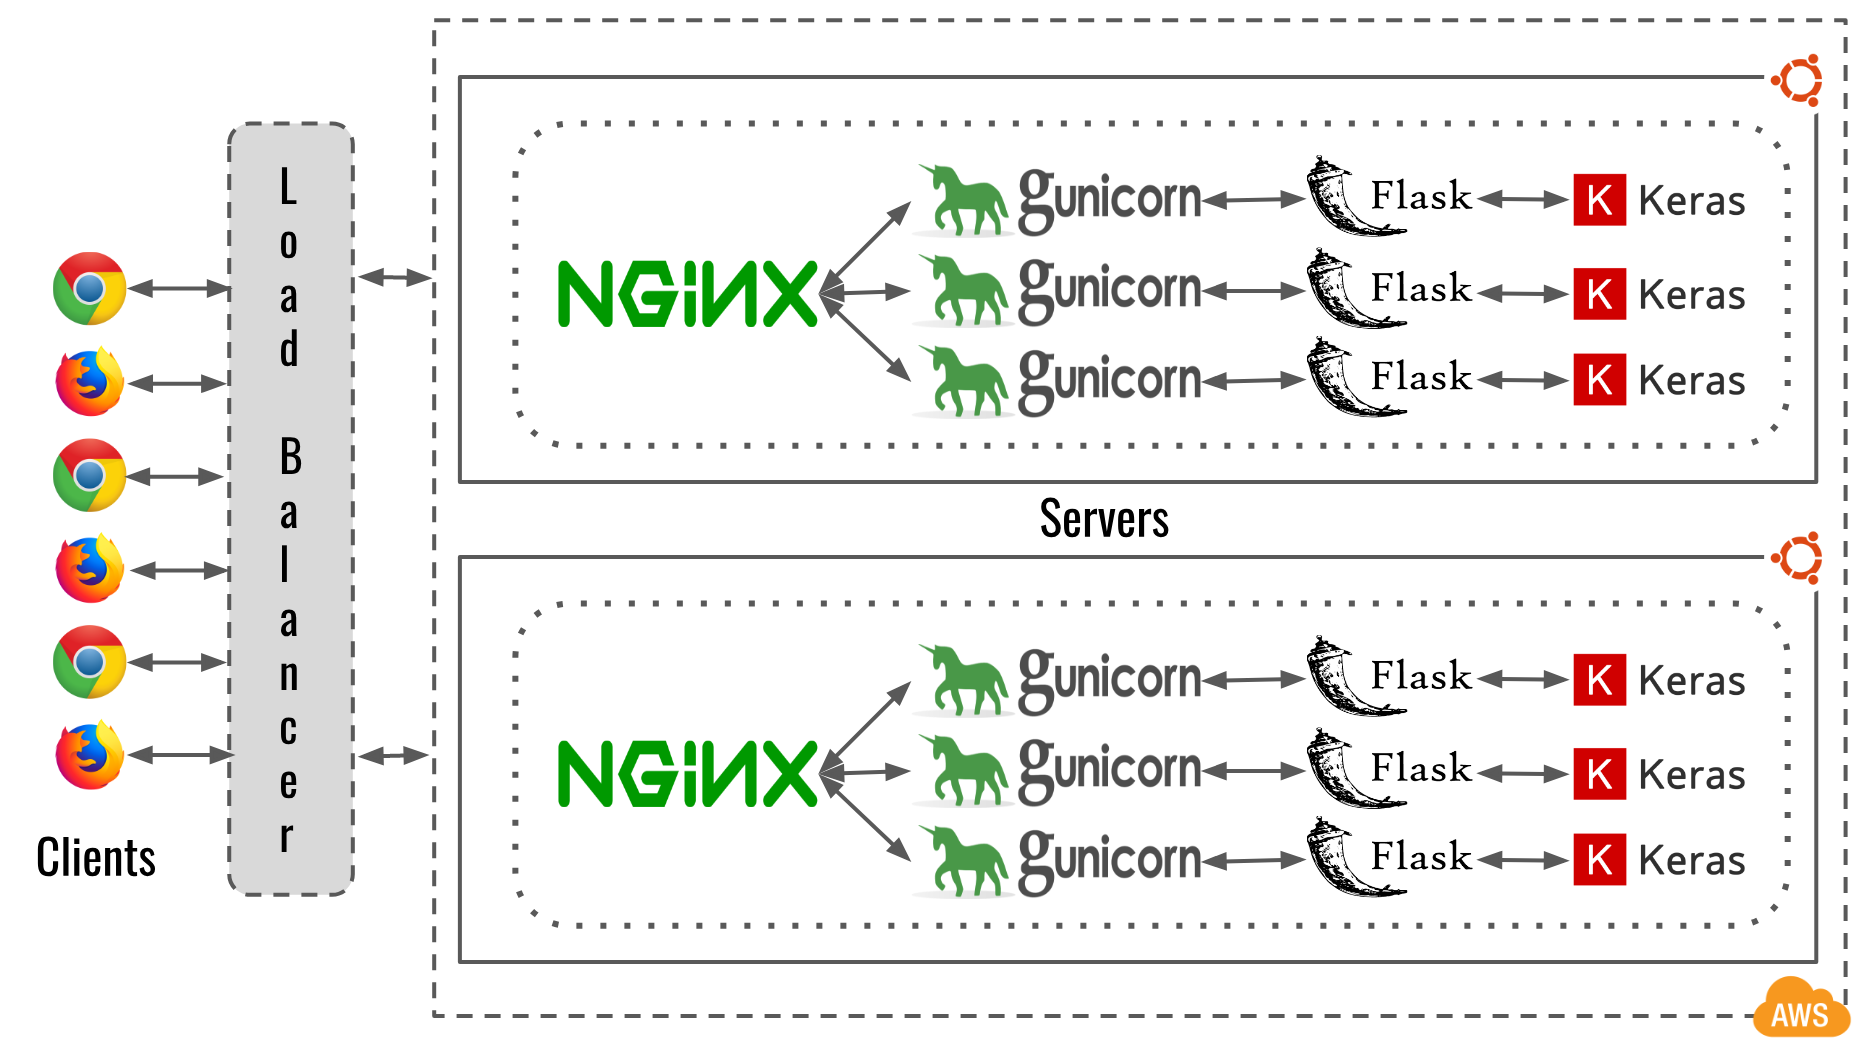 Load Balancer
Clients
Servers
NGINX
gunicorn Flask K Keras
gunicorn Flask K Keras
gunicorn Flask K Keras
NGINX
gunicorn Flask K Keras
gunicorn Flask K Keras
gunicorn Flask K Keras
AWS